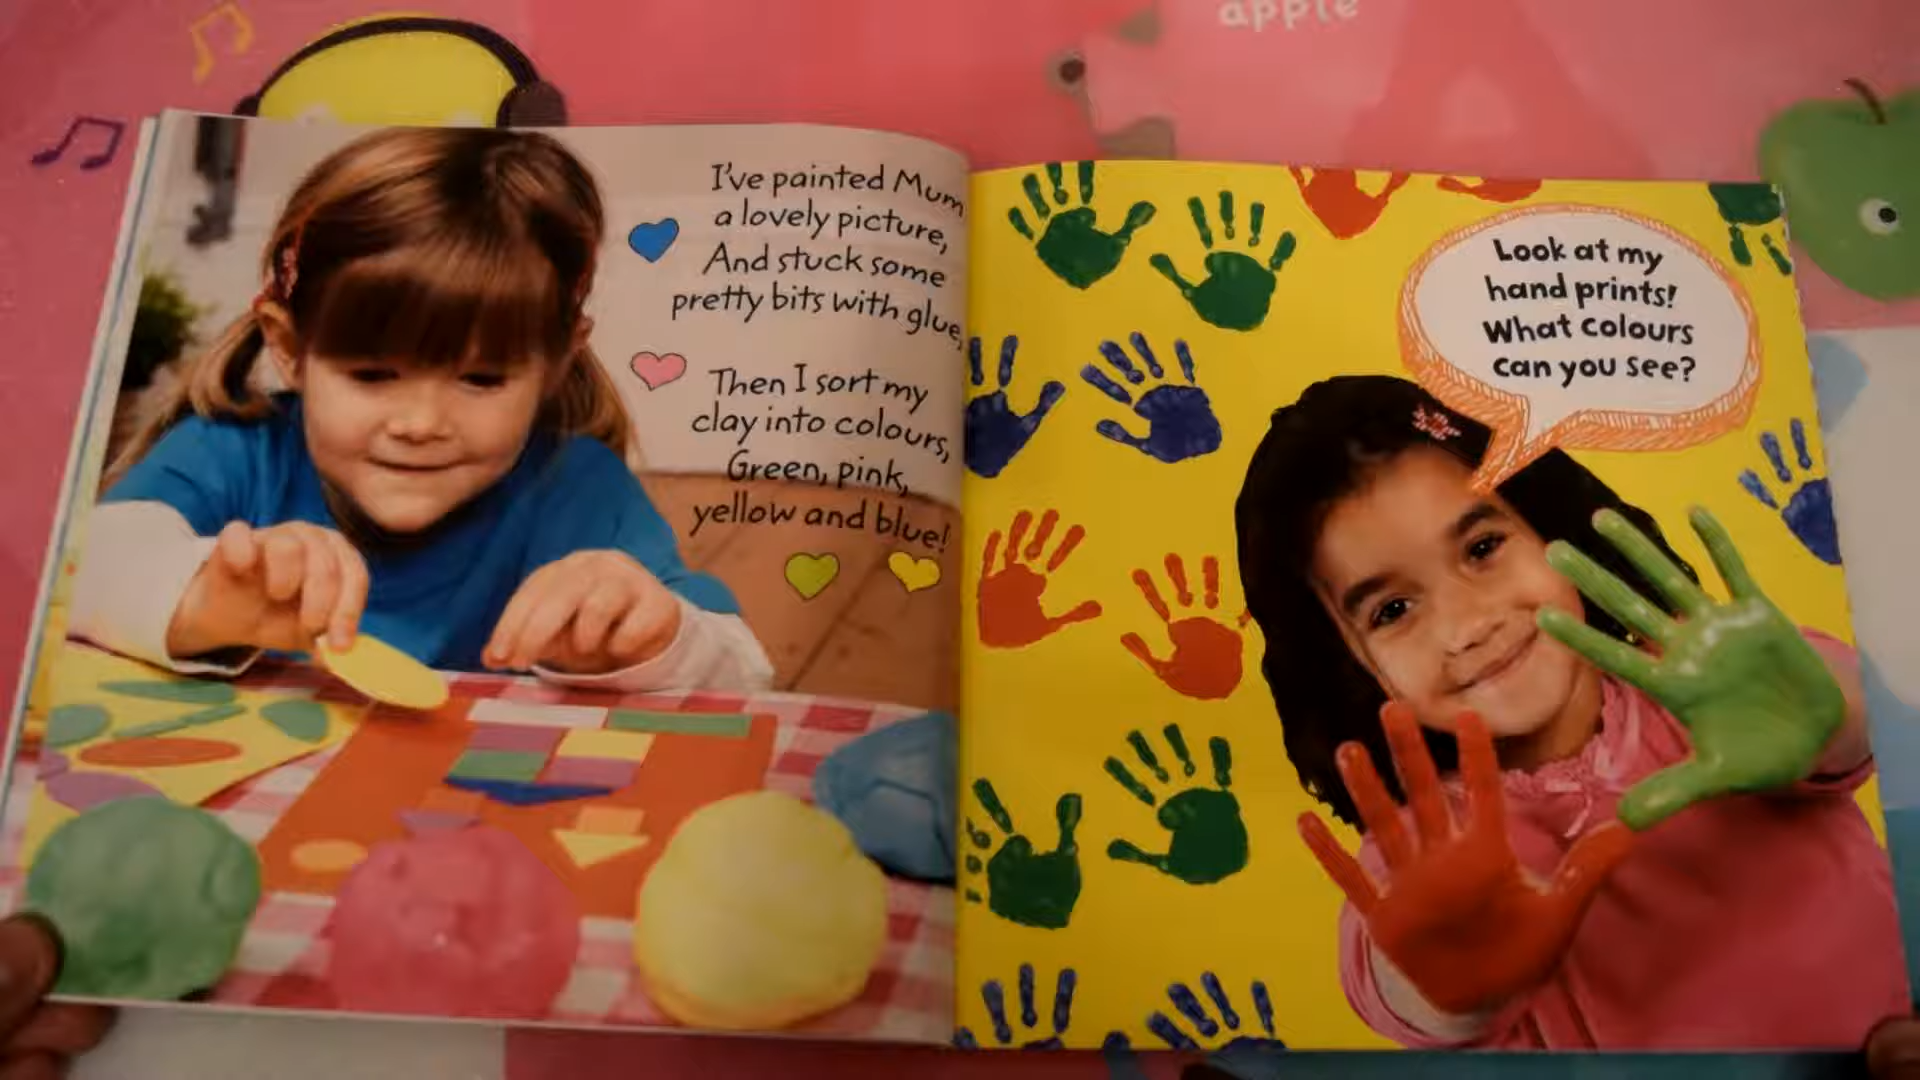 apple
I've painted Mum
a lovely picture,
And stuck some
pretty bits with glue,
Then I sort my
clay into colours,
Green, pink,
yellow and blue!
Look at my
hand prints!
What colours
can you see?